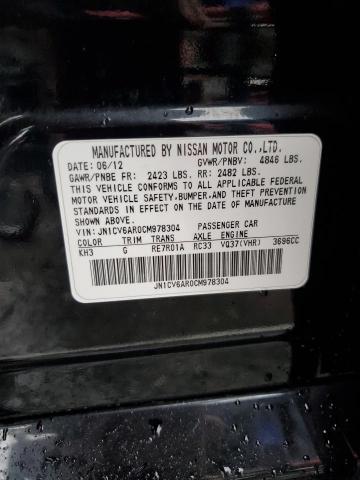 MANUFACTURED BY NISSAN MOTOR CO.,LTD.
DATE: 06/12 GVWR/PNBV: 4846 LBS.
GAWR/PNBE FR: 2423 LBS. RR: 2482 LBS.
THIS VEHICLE CONFORMS TO ALL APPLICABLE FEDERAL
MOTOR VEHICLE SAFETY,BUMPER,AND THEFT PREVENTION
STANDARDS IN EFFECT ON THE DATE OF MANUFACTURE
SHOWN ABOVE.
VIN: JN1CV6AR0CM978304 PASSENGER CAR
COLOR TRIM TRANS AXLE ENGINE
KH3 G RE7R01A RC33 VQ37(VHR) 3696CC
JN1CV6AR0CM978304